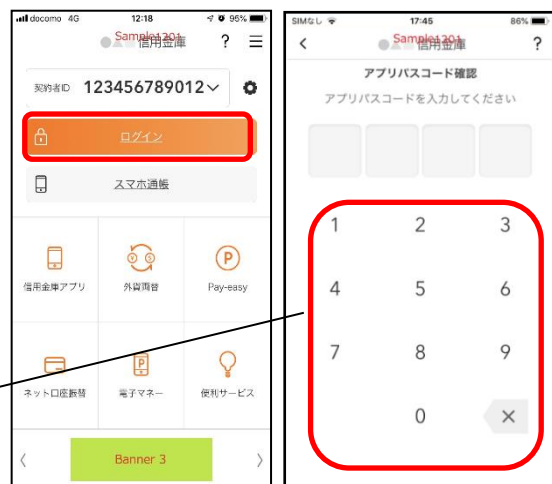 docomo 4G 12:18 95%
Sample1201
信用金庫 ?
契約者ID 123456789012
ログイン
スマホ通帳
信用金庫アプリ 外貨両替 Pay-easy
ネット口座振替 電子マネー 便利サービス
Banner 3
SIMなし 17:45 86%
Sample1201
信用金庫 ?
アプリパスコード確認
アプリパスコードを入力してください
1 2 3
4 5 6
7 8 9
0